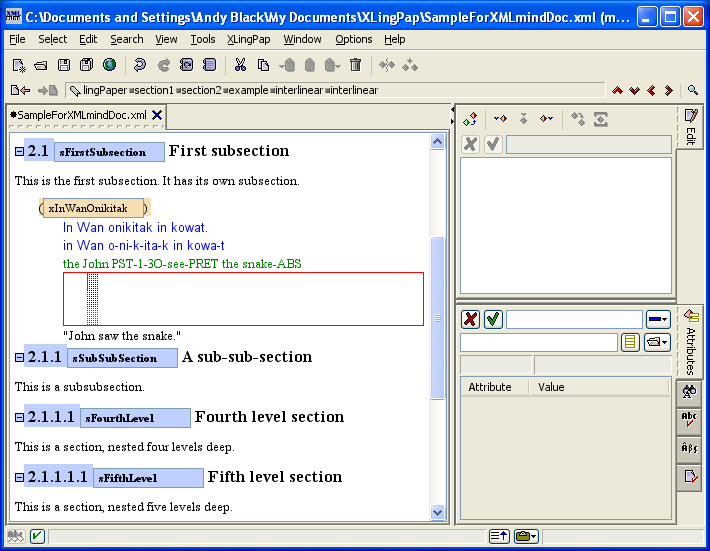 C:\Documents and Settings\Andy Black\My Documents\XLingPap\SampleForXMLmindDoc.xml (m...
File Select Edit Search View Tools XLingPap Window Options Help
lingPaper section1 section2 example interlinear interlinear
SampleForXMLmindDoc.xml
Edit
2.1 sFirstSubsection First subsection
This is the first subsection. It has its own subsection.
( xInWanOnikitak )
In Wan onikitak in kowat.
in Wan o-ni-k-ita-k in kowa-t
the John PST-1-3O-see-PRET the snake-ABS
"John saw the snake."
2.1.1 sSubSubSection A sub-sub-section
This is a subsubsection.
2.1.1.1 sFourthLevel Fourth level section
This is a section, nested four levels deep.
2.1.1.1.1 sFifthLevel Fifth level section
This is a section, nested five levels deep.
Attributes
Attribute Value
Abc
Abc